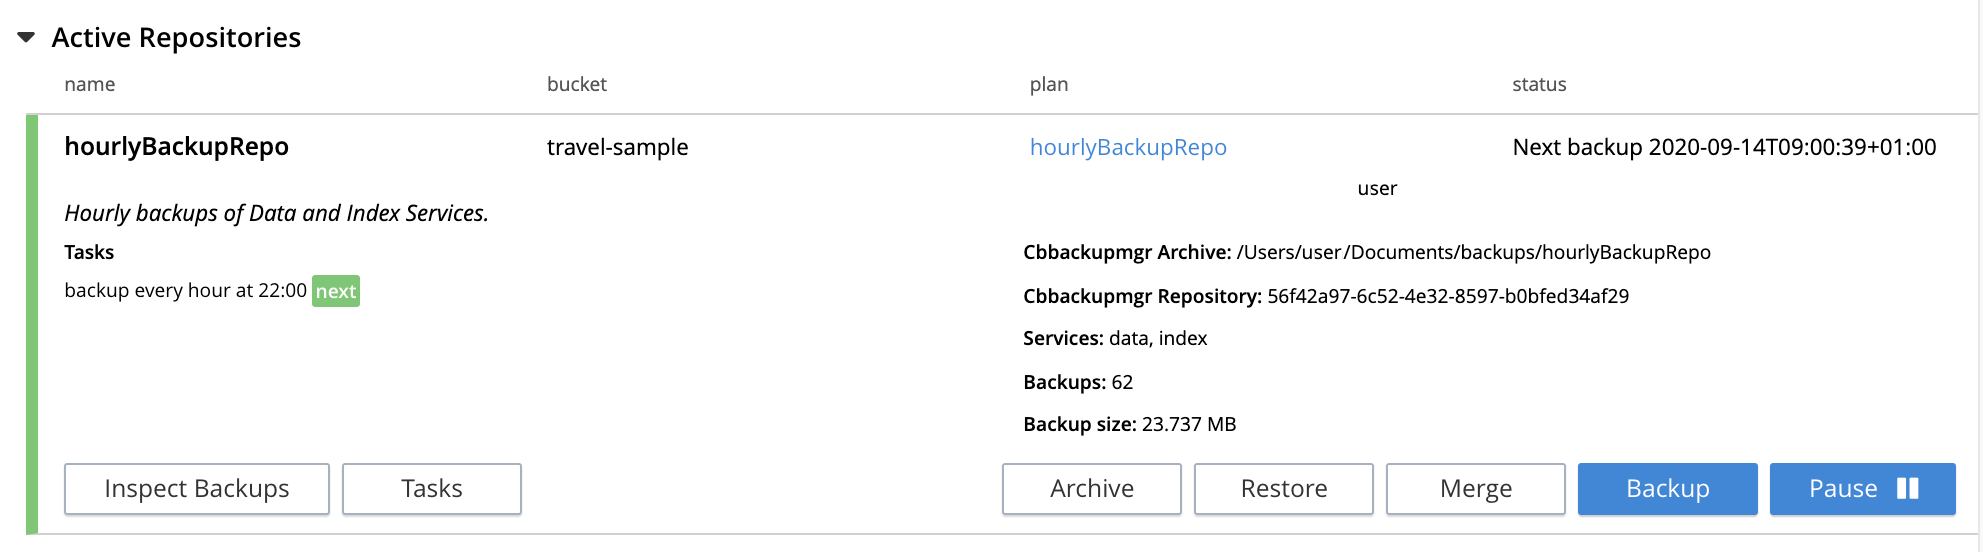 Active Repositories
name bucket plan status
hourlyBackupRepo travel-sample hourlyBackupRepo Next backup 2020-09-14T09:00:39+01:00
user
Hourly backups of Data and Index Services.
Tasks Cbbackupmgr Archive: /Users/user/Documents/backups/hourlyBackupRepo
backup every hour at 22:00 next Cbbackupmgr Repository: 56f42a97-6c52-4e32-8597-b0bfed34af29
Services: data, index
Backups: 62
Backup size: 23.737 MB
Inspect Backups Tasks Archive Restore Merge Backup Pause